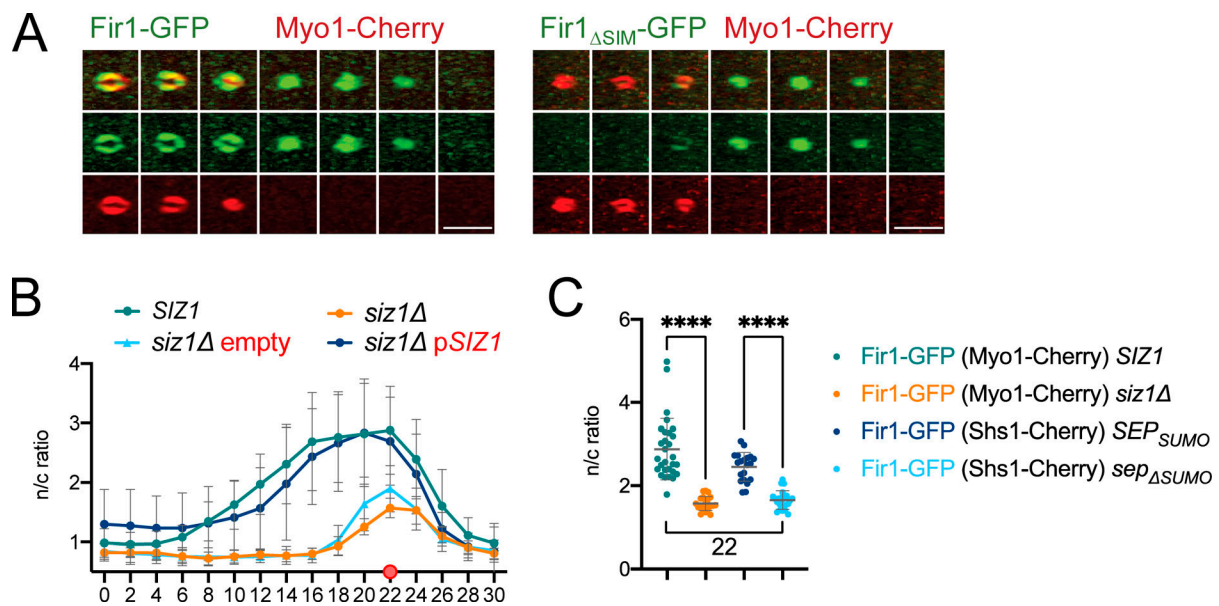 A
Fir1-GFP Myo1-Cherry
Fir1ΔSIM-GFP Myo1-Cherry
B
SIZ1
siz1Δ
siz1Δ empty
siz1Δ pSIZ1
n/c ratio
4
3
2
1
0 2 4 6 8 10 12 14 16 18 20 22 24 26 28 30
C
n/c ratio
6
4
2
0
**** ****
22
Fir1-GFP (Myo1-Cherry) SIZ1
Fir1-GFP (Myo1-Cherry) siz1Δ
Fir1-GFP (Shs1-Cherry) SEPSUMO
Fir1-GFP (Shs1-Cherry) sepΔSUMO